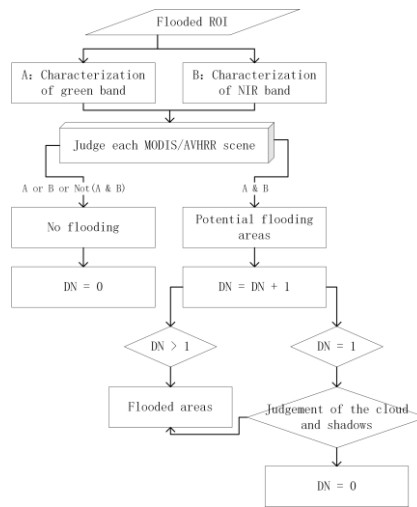 Flooded ROI
A: Characterization
of green band
B: Characterization
of NIR band
Judge each MODIS/AVHRR scene
A or B or Not(A & B)
A & B
No flooding
Potential flooding
areas
DN = 0
DN = DN + 1
DN > 1
DN = 1
Flooded areas
Judgement of the cloud
and shadows
DN = 0